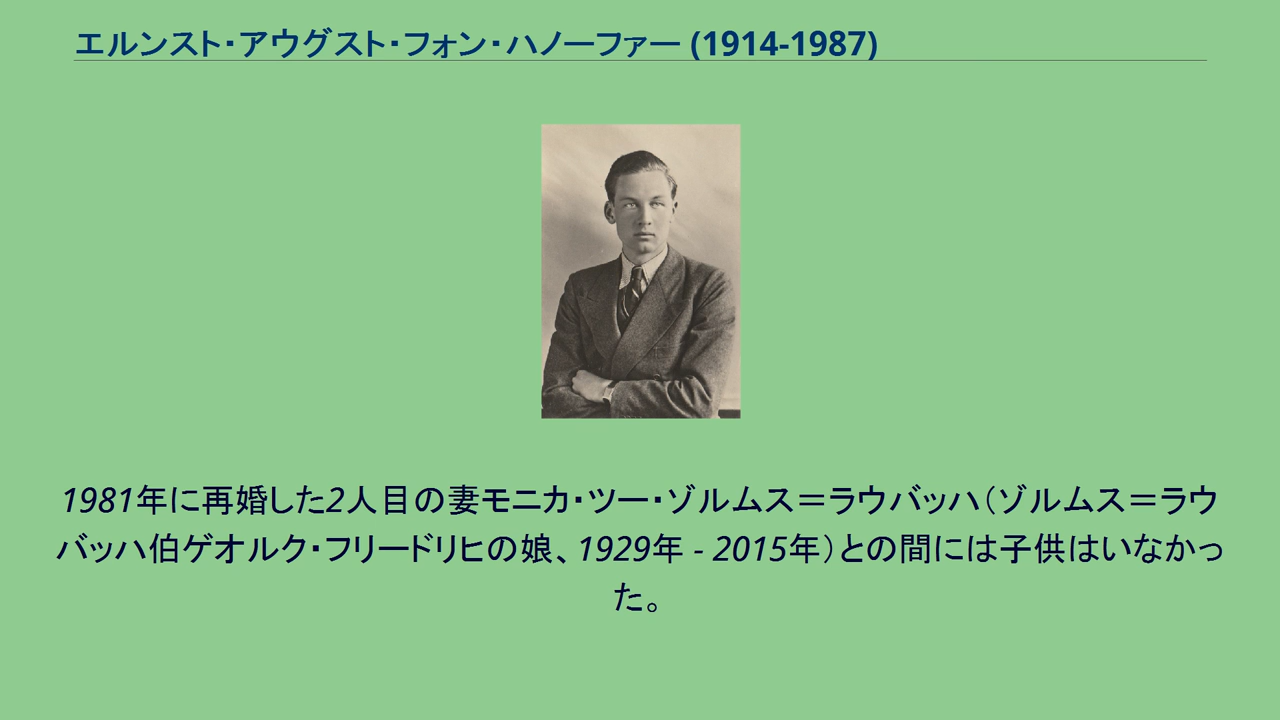 エルンスト・アウグスト・フォン・ハノーファー (1914-1987)
1981年に再婚した2人目の妻モニカ・ツー・ゾルムス＝ラウバッハ（ゾルムス＝ラウ
バッハ伯ゲオルク・フリードリヒの娘、1929年 - 2015年）との間には子供はいなかっ
た。